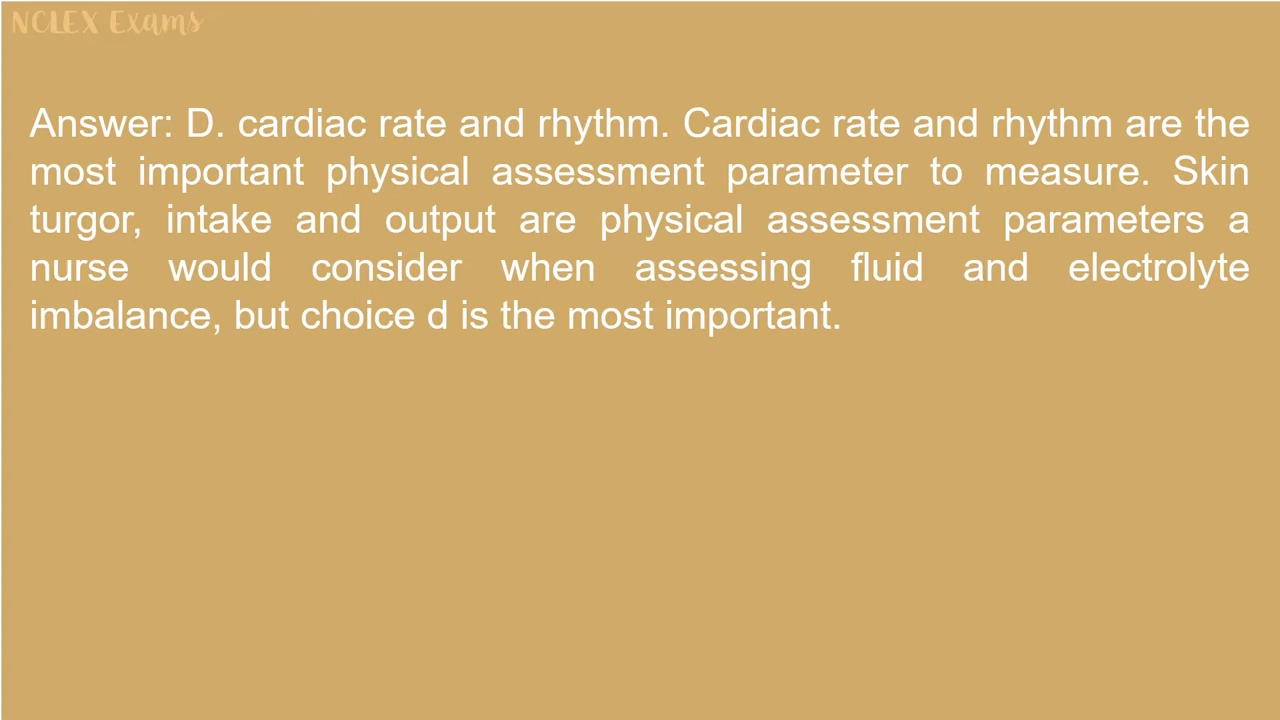 NCLEX Exams
Answer: D. cardiac rate and rhythm. Cardiac rate and rhythm are the
most important physical assessment parameter to measure. Skin
turgor, intake and output are physical assessment parameters a
nurse would consider when assessing fluid and electrolyte
imbalance, but choice d is the most important.